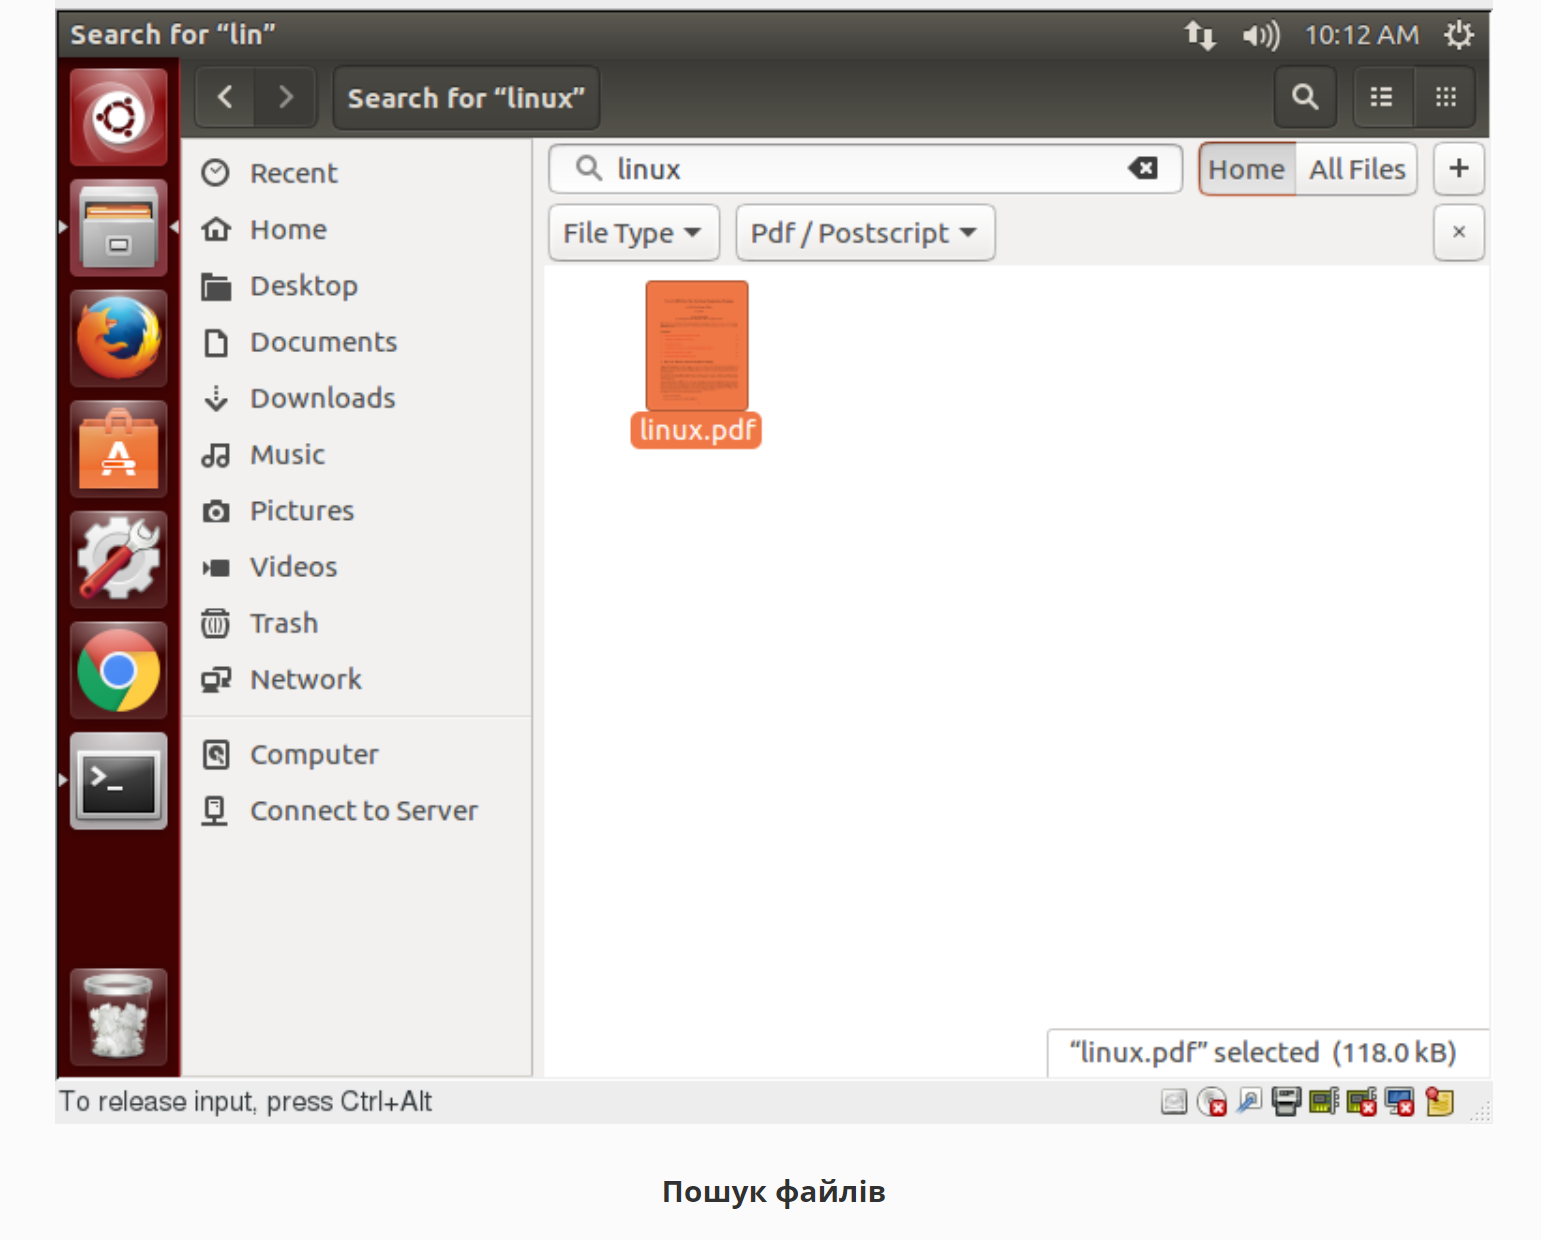 Search for “lin”
10:12 AM
Search for “linux”
linux
Home
All Files
+
File Type
Pdf / Postscript
×
Recent
Home
Desktop
Documents
Downloads
Music
Pictures
Videos
Trash
Network
Computer
Connect to Server
linux.pdf
“linux.pdf” selected (118.0 kB)
To release input, press Ctrl+Alt
Пошук файлів